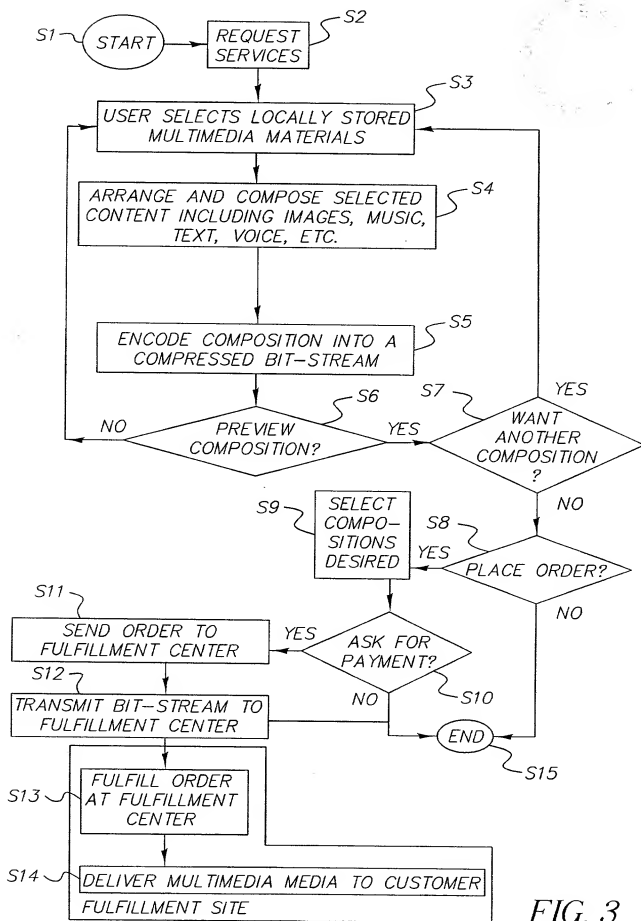 S1
START
S2
REQUEST
SERVICES
S3
USER SELECTS LOCALLY STORED
MULTIMEDIA MATERIALS
S4
ARRANGE AND COMPOSE SELECTED
CONTENT INCLUDING IMAGES, MUSIC,
TEXT, VOICE, ETC.
S5
ENCODE COMPOSITION INTO A
COMPRESSED BIT-STREAM
S6
NO
PREVIEW
COMPOSITION?
YES
S7
YES
WANT
ANOTHER
COMPOSITION
?
NO
S8
PLACE ORDER?
YES
NO
S9
SELECT
COMPO-
SITIONS
DESIRED
ASK FOR
PAYMENT?
S10
YES
NO
S11
SEND ORDER TO
FULFILLMENT CENTER
S12
TRANSMIT BIT-STREAM TO
FULFILLMENT CENTER
END
S15
S13
FULFILL ORDER
AT FULFILLMENT
CENTER
S14
DELIVER MULTIMEDIA MEDIA TO CUSTOMER
FULFILLMENT SITE
FIG. 3